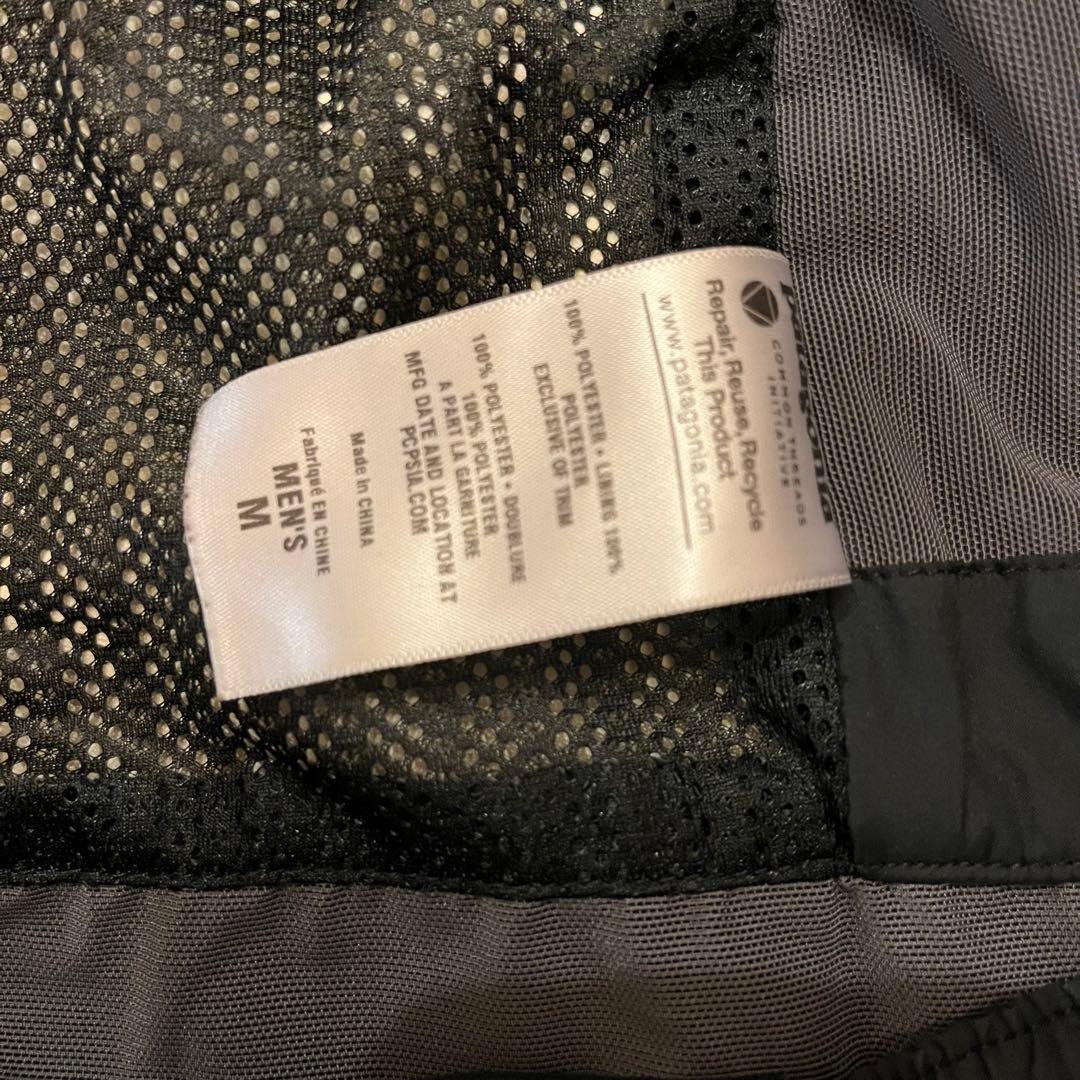 patagonia
COMMON THREADS
INITIATIVE
Repair, Reuse, Recycle
This Product
www.patagonia.com
100% POLYESTER • LINING 100%
POLYESTER
EXCLUSIVE OF TRIM
100% POLYESTER • DOUBLURE
100% POLYESTER
A PART LA GARNITURE
MFG DATE AND LOCATION AT
PCPSUL.COM
Made in CHINA
Fabriqué EN CHINE
MEN'S
M